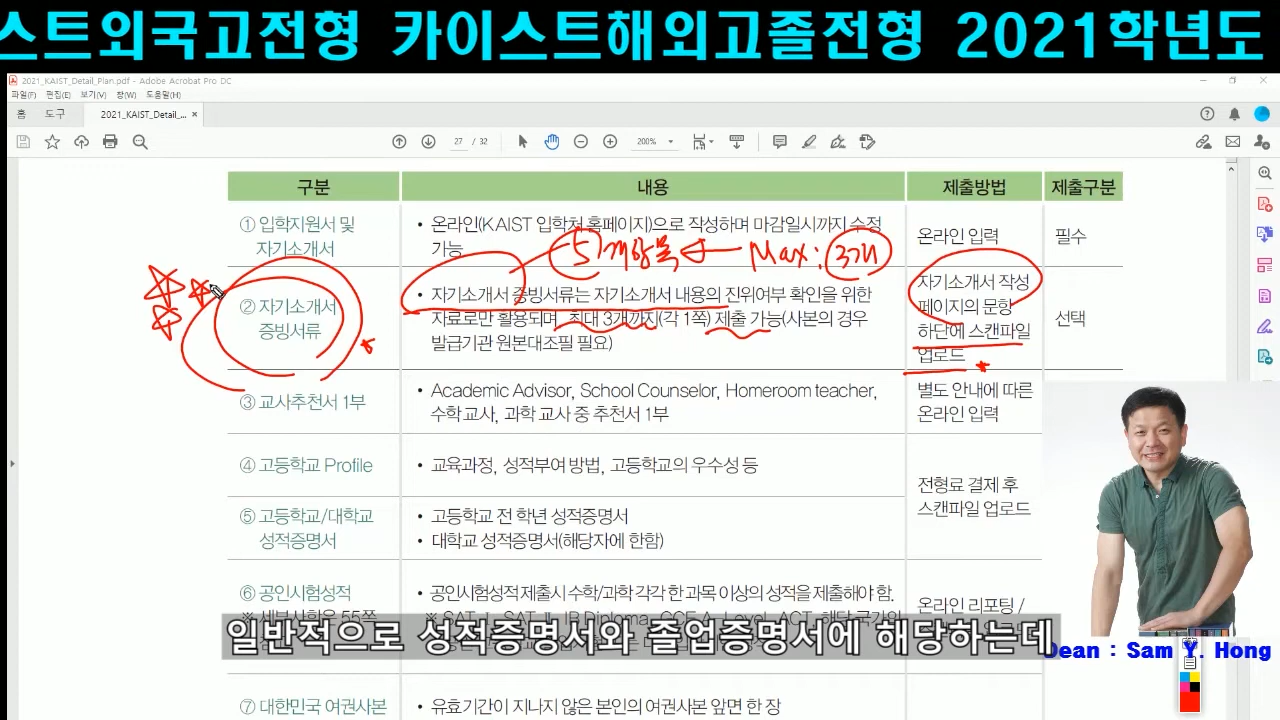 스트외국고전형 카이스트해외고졸전형 2021학년도
2021_KAIST_Detail_Plan.pdf - Adobe Acrobat Pro DC
파일(F) 편집(E) 보기(V) 창(W) 도움말(H)
홈 도구 2021_KAIST_Detail_... ×
27 / 32 200%
구분 내용 제출방법 제출구분
① 입학지원서 및
자기소개서
• 온라인(KAIST 입학처 홈페이지)으로 작성하며 마감일시까지 수정
가능
온라인 입력
필수
5개항목 ← Max : 3개
② 자기소개서
증빙서류
• 자기소개서 증빙서류는 자기소개서 내용의 진위여부 확인을 위한
자료로만 활용되며, 최대 3개까지(각 1쪽) 제출 가능(사본의 경우
발급기관 원본대조필 필요)
자기소개서 작성
페이지의 문항
하단에 스캔파일
업로드
선택
③ 교사추천서 1부
• Academic Advisor, School Counselor, Homeroom teacher,
수학 교사, 과학 교사 중 추천서 1부
별도 안내에 따른
온라인 입력
④ 고등학교 Profile
• 교육과정, 성적부여 방법, 고등학교의 우수성 등
전형료 결제 후
스캔파일 업로드
⑤ 고등학교/대학교
성적증명서
• 고등학교 전 학년 성적증명서
• 대학교 성적증명서(해당자에 한함)
⑥ 공인시험성적
• 공인시험성적 제출시 수학/과학 각각 한 과목 이상의 성적을 제출해야 함.
온라인 리포팅 /
일반적으로 성적증명서와 졸업증명서에 해당하는데
Dean : Sam Y. Hong
⑦ 대한민국 여권사본
• 유효기간이 지나지 않은 본인의 여권사본 앞면 한 장